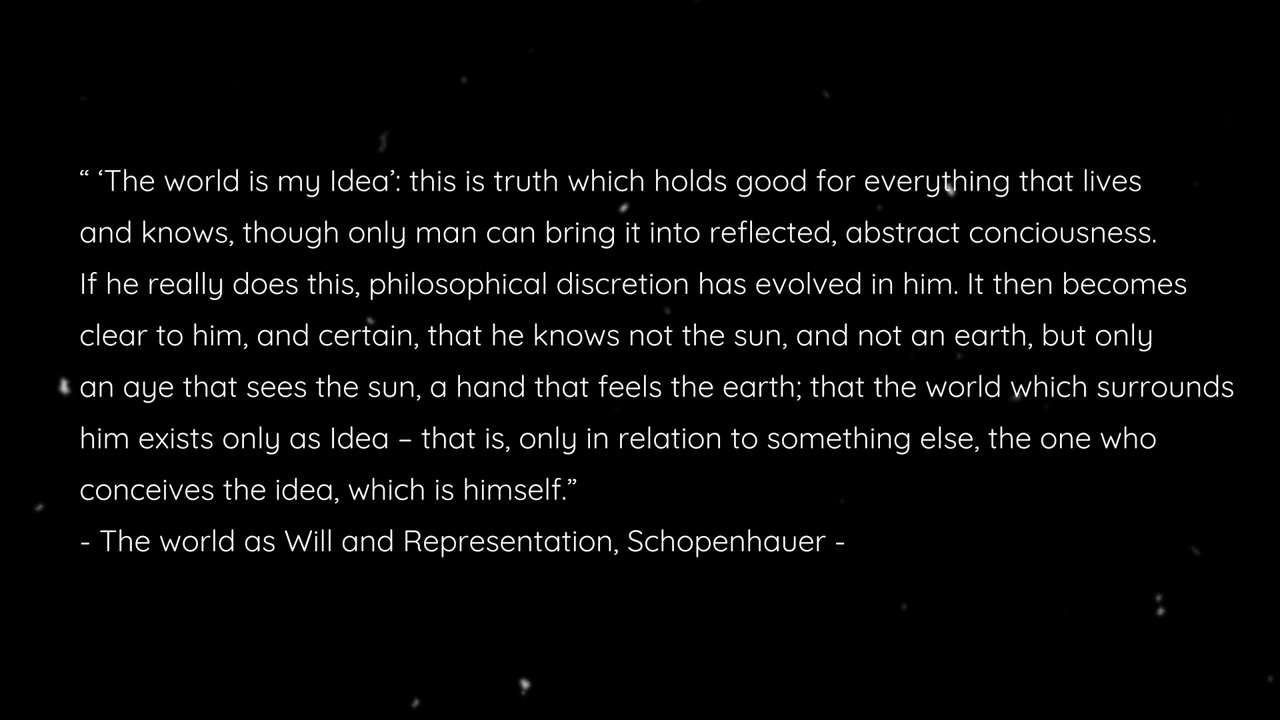 “ ‘The world is my Idea’: this is truth which holds good for everything that lives
and knows, though only man can bring it into reflected, abstract conciousness.
If he really does this, philosophical discretion has evolved in him. It then becomes
clear to him, and certain, that he knows not the sun, and not an earth, but only
an aye that sees the sun, a hand that feels the earth; that the world which surrounds
him exists only as Idea – that is, only in relation to something else, the one who
conceives the idea, which is himself.”
- The world as Will and Representation, Schopenhauer -